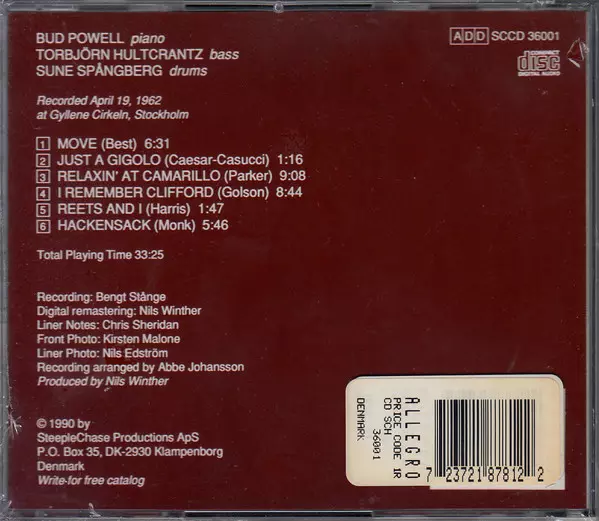 BUD POWELL piano
TORBJÖRN HULTCRANTZ bass
SUNE SPÅNGBERG drums
ADD SCCD 36001
COMPACT
disc
DIGITAL AUDIO
Recorded April 19, 1962
at Gyllene Cirkeln, Stockholm
1 MOVE (Best) 6:31
2 JUST A GIGOLO (Caesar-Casucci) 1:16
3 RELAXIN' AT CAMARILLO (Parker) 9:08
4 I REMEMBER CLIFFORD (Golson) 8:44
5 REETS AND I (Harris) 1:47
6 HACKENSACK (Monk) 5:46
Total Playing Time 33:25
Recording: Bengt Stånge
Digital remastering: Nils Winther
Liner Notes: Chris Sheridan
Front Photo: Kirsten Malone
Liner Photo: Nils Edström
Recording arranged by Abbe Johansson
Produced by Nils Winther
© 1990 by
SteepleChase Productions ApS
P.O. Box 35, DK-2930 Klampenborg
Denmark
Write-for free catalog
ALLEGRO
PRICE CODE 1R
CD SCH
36001
DENMARK
7 23721 87812 2